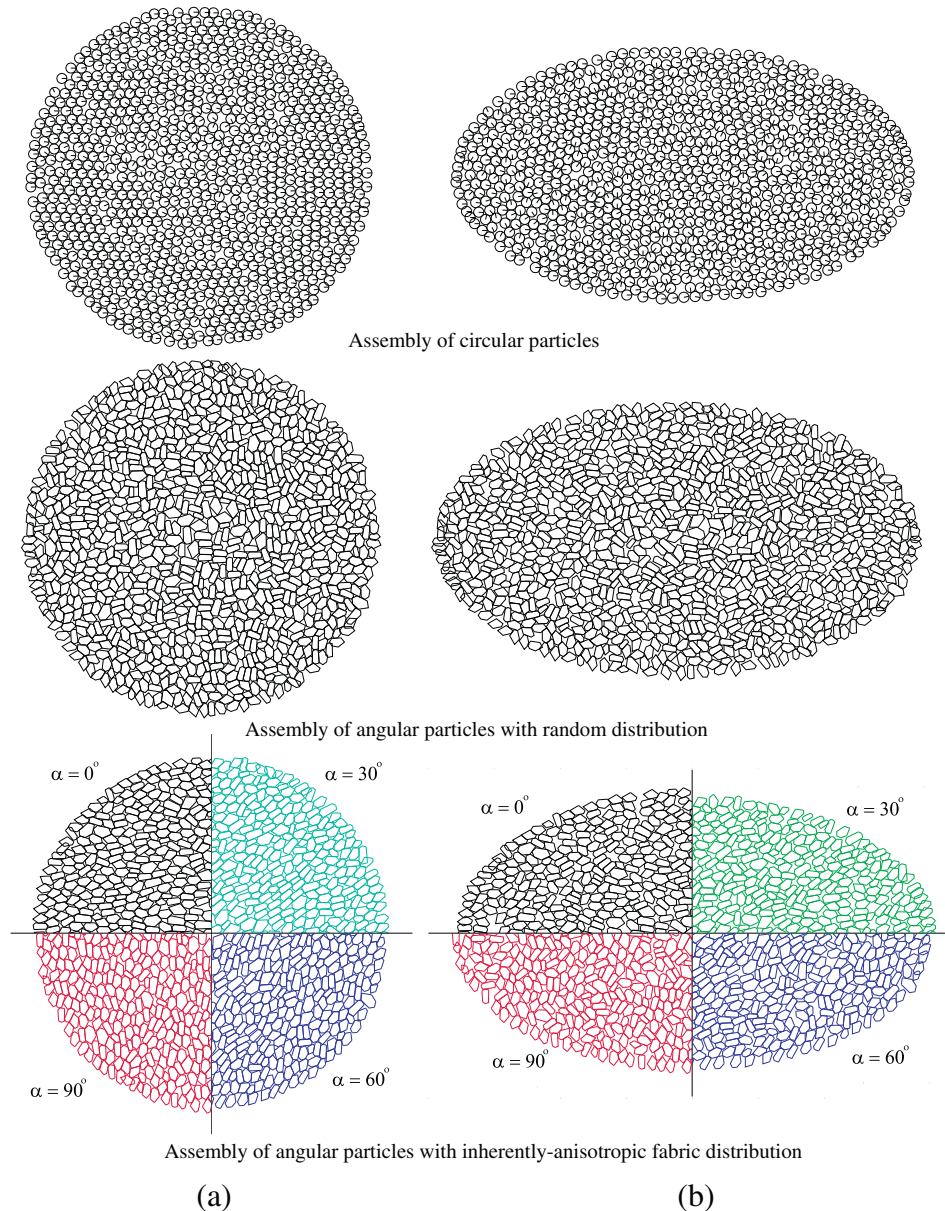 Assembly of circular particles
Assembly of angular particles with random distribution
α = 0°
α = 30°
α = 0°
α = 30°
α = 90°
α = 60°
α = 90°
α = 60°
Assembly of angular particles with inherently-anisotropic fabric distribution
(a)
(b)